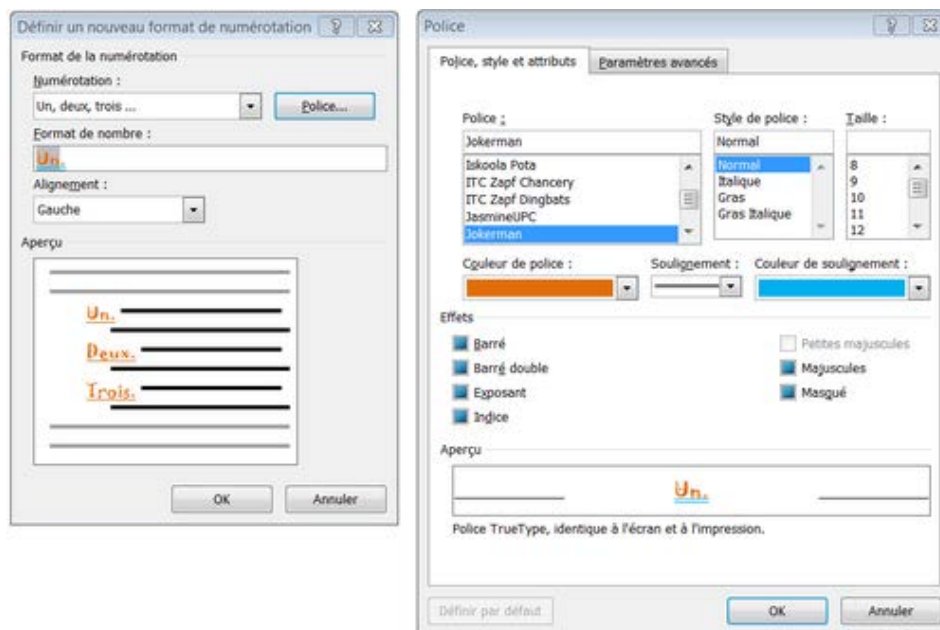 Définir un nouveau format de numérotation
Format de la numérotation
Numérotation :
Un, deux, trois ...
Police...
Format de nombre :
Un.
Alignement :
Gauche
Aperçu
Un.
Deux.
Trois.
OK
Annuler
Police
Police, style et attributs
Paramètres avancés
Police :
Style de police :
Taille :
Jokerman
Normal
Iskoola Pota
ITC Zapf Chancery
ITC Zapf Dingbats
JasmineUPC
Jokerman
Normal
Italique
Gras
Gras Italique
8
9
10
11
12
Couleur de police :
Soulignement :
Couleur de soulignement :
Effets
Barré
Barré double
Exposant
Indice
Petites majuscules
Majuscules
Masqué
Aperçu
Un.
Police TrueType, identique à l'écran et à l'impression.
Définir par défaut
OK
Annuler